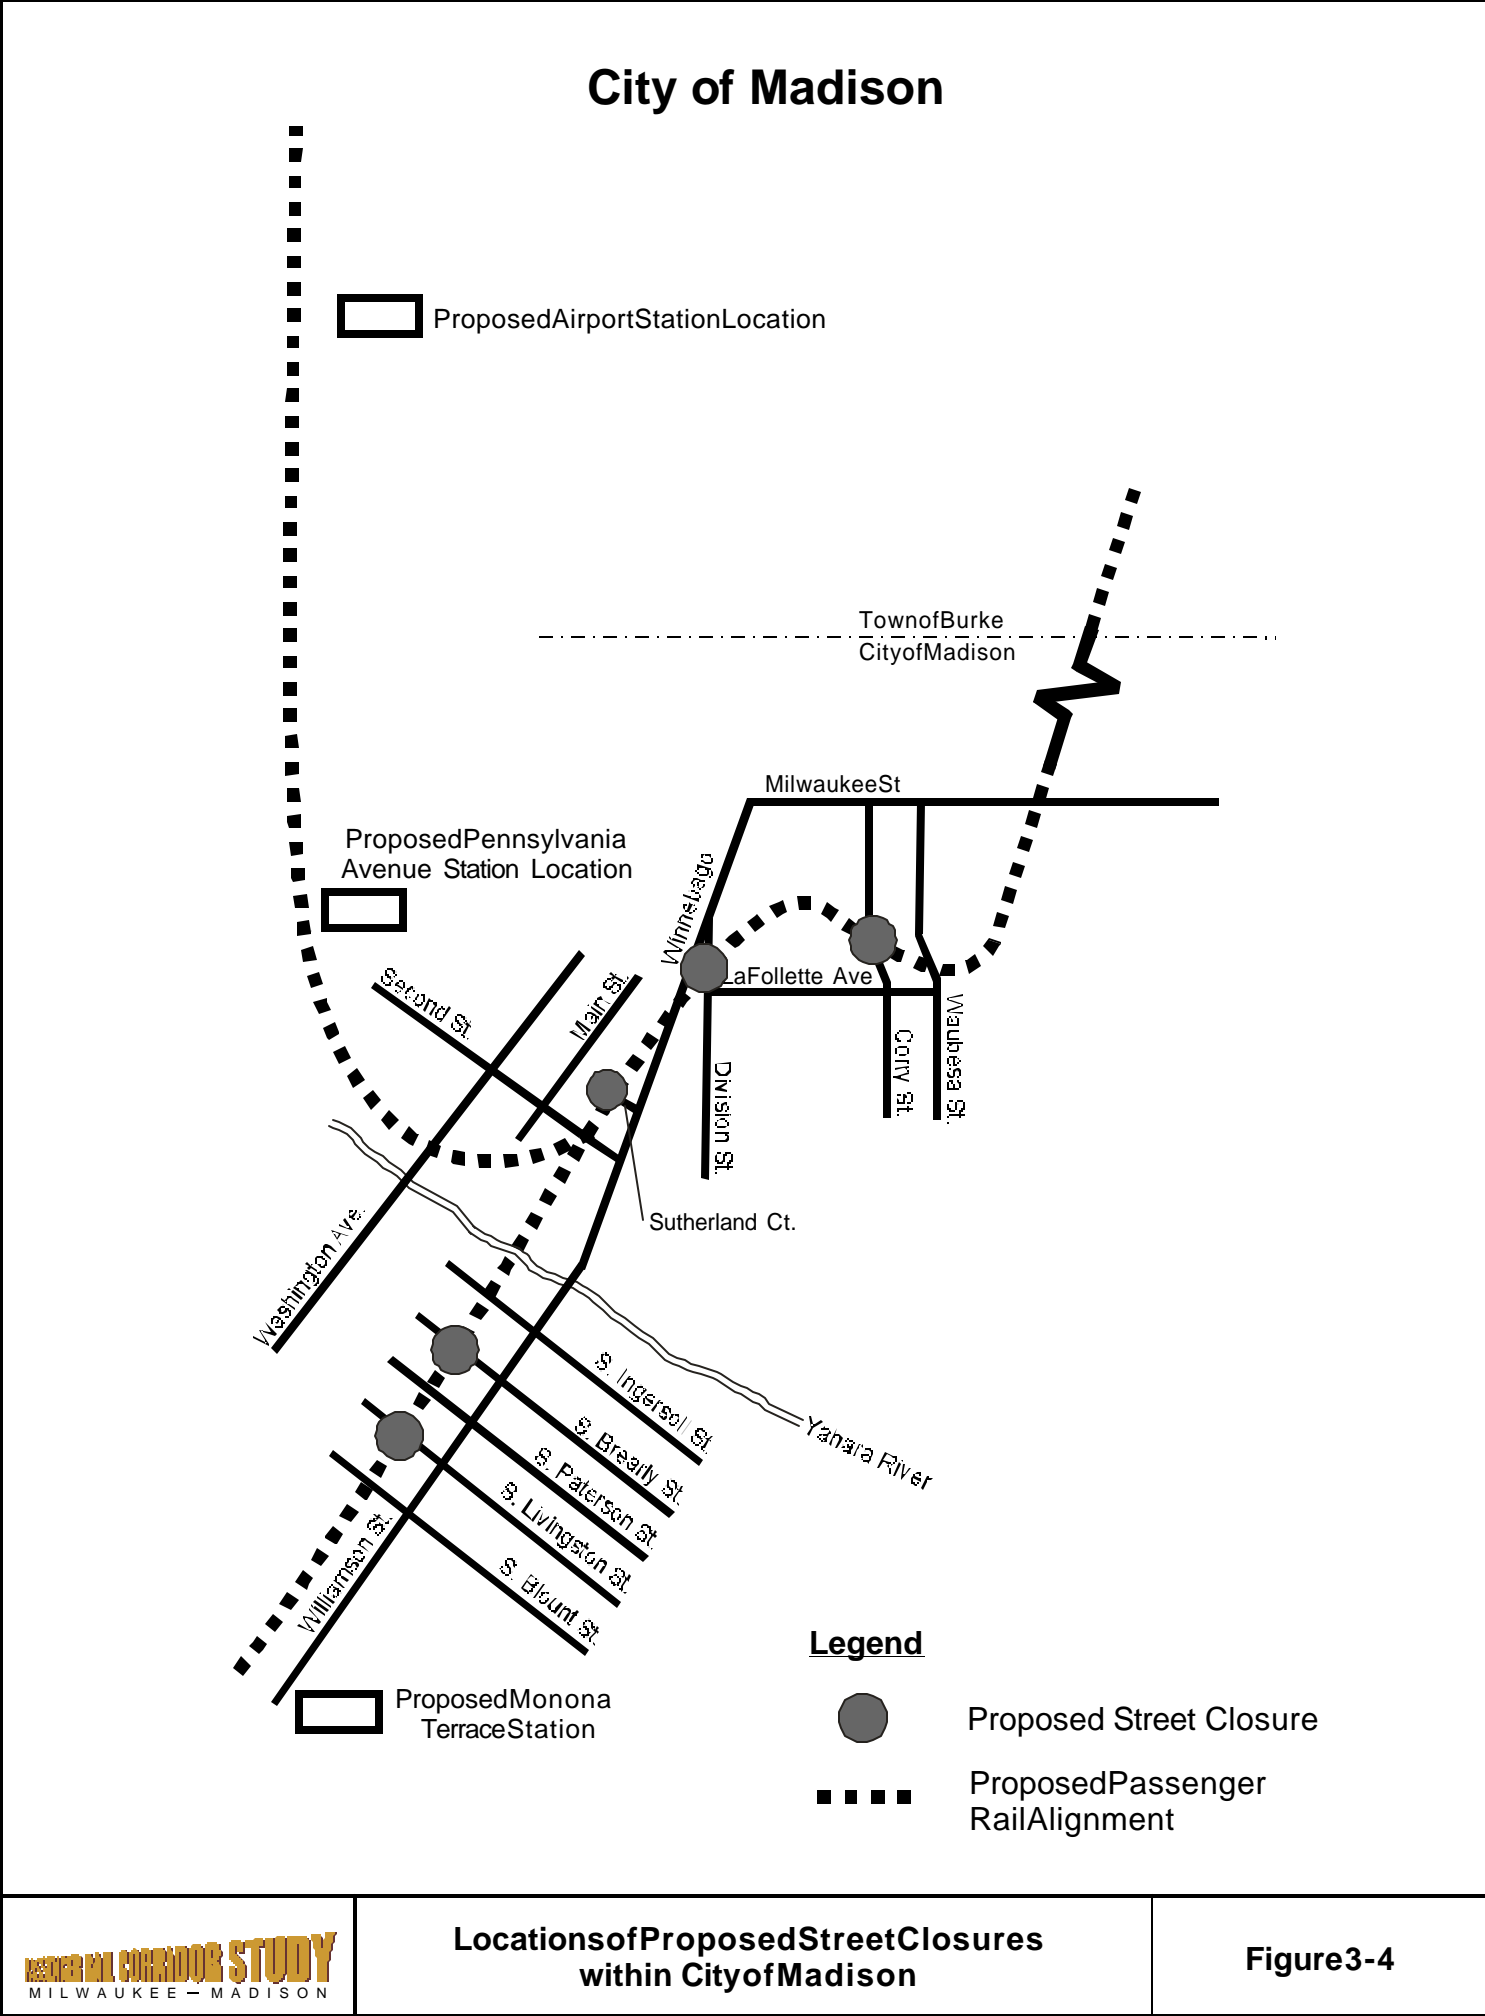 City of Madison
ProposedAirportStationLocation
TownofBurke
CityofMadison
MilwaukeeSt
ProposedPennsylvania
Avenue Station Location
Winnebago
Second St.
Main St.
LaFollette Ave
Waubesa St.
Corry St.
Division St.
Sutherland Ct.
Washington Ave.
S. Ingersoll St.
S. Brearly St.
Yahara River
S. Paterson St.
S. Livingston St.
Williamson St.
S. Blount St.
ProposedMonona
TerraceStation
Legend
Proposed Street Closure
ProposedPassenger
RailAlignment
PASSENGER RAIL CORRIDOR STUDY
MILWAUKEE – MADISON
LocationsofProposedStreetClosures
within CityofMadison
Figure3-4